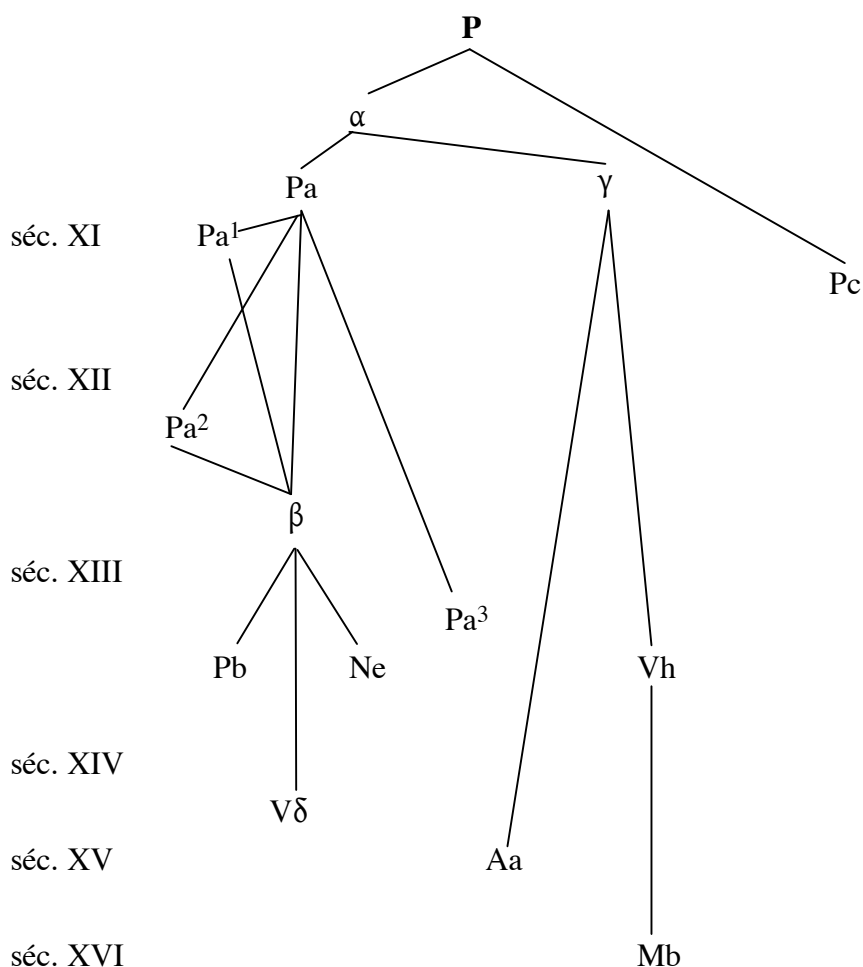 P
α
Pa γ
séc. XI Pa¹
Pc
séc. XII
Pa²
β
séc. XIII
Pa³
Pb Ne Vh
séc. XIV
Vδ
séc. XV Aa
séc. XVI Mb